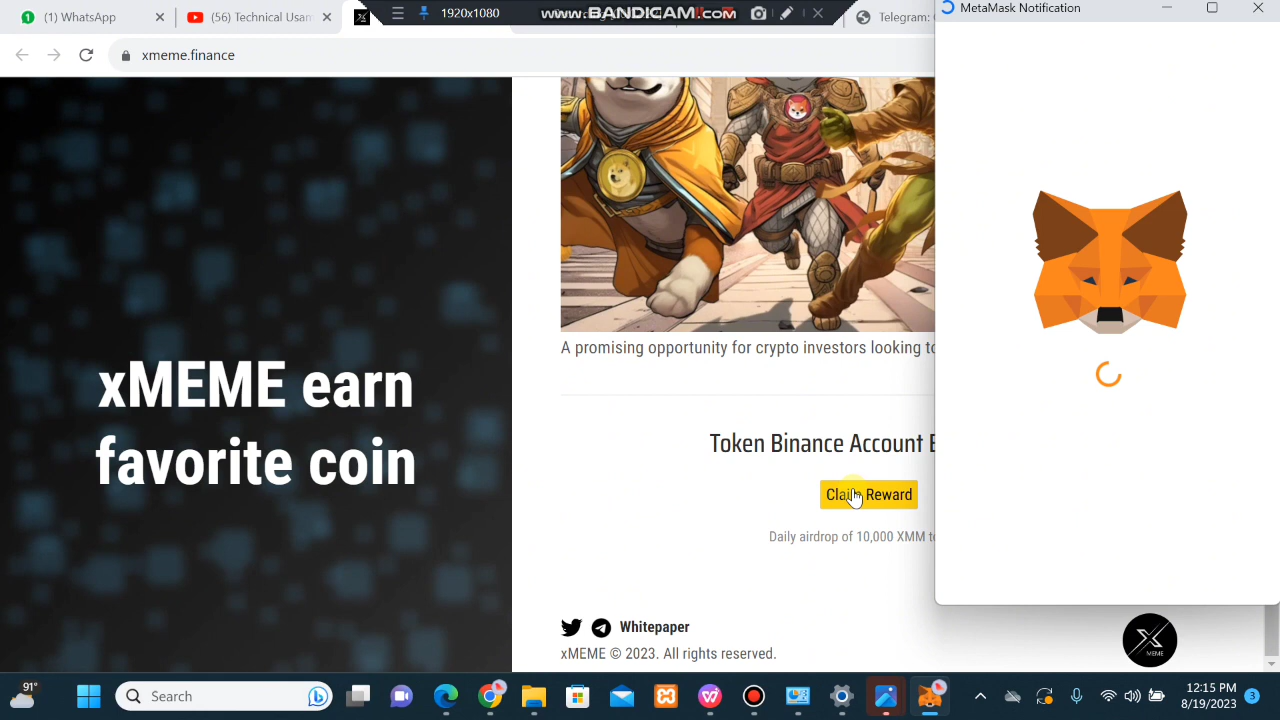 (1) WhatsApp
(56) Technical Usan
1920x1080
www.BANDICAM.com
Telegram:
MetaMask Notification
xmeme.finance
xMEME earn
favorite coin
A promising opportunity for crypto investors looking
Token Binance Account
Claim Reward
Daily airdrop of 10,000 XMM
Whitepaper
xMEME © 2023. All rights reserved.
X
MEME
91°
Search
12:15 PM
8/19/2023
3